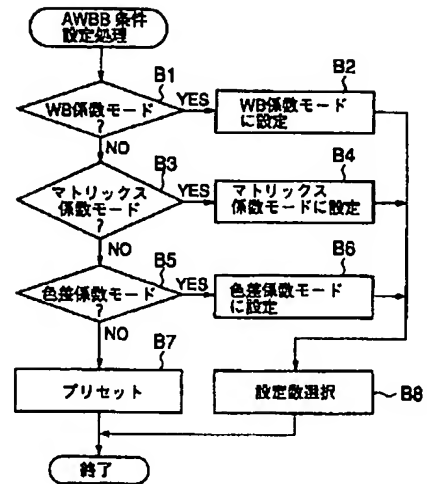 AWBB 条件
設定処理
B1
WB係数モード
?
YES
B2
WB係数モード
に設定
NO
B3
マトリックス
係数モード
?
YES
B4
マトリックス
係数モードに設定
NO
B5
色差係数モード
?
YES
B6
色差係数モード
に設定
NO
B7
プリセット
設定数選択
B8
終了